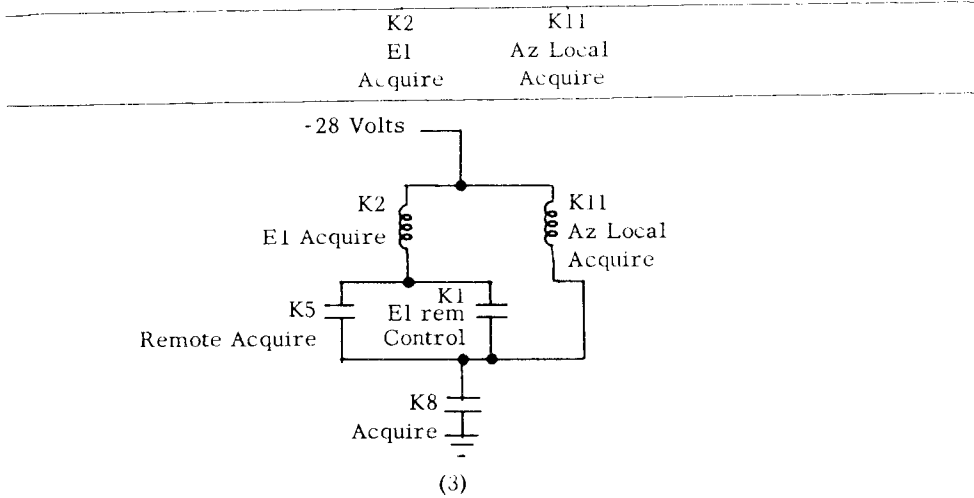 K2 K11
El Az Local
Acquire Acquire
-28 Volts
K2 K11
El Acquire Az Local
Acquire
K5 K1
El rem
Remote Acquire Control
K8
Acquire
(3)